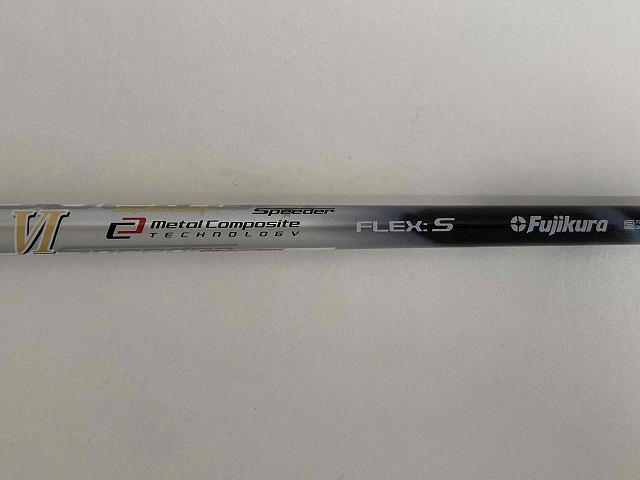 VI
Speeder
Metal Composite
TECHNOLOGY
FLEX: S
Fujikura